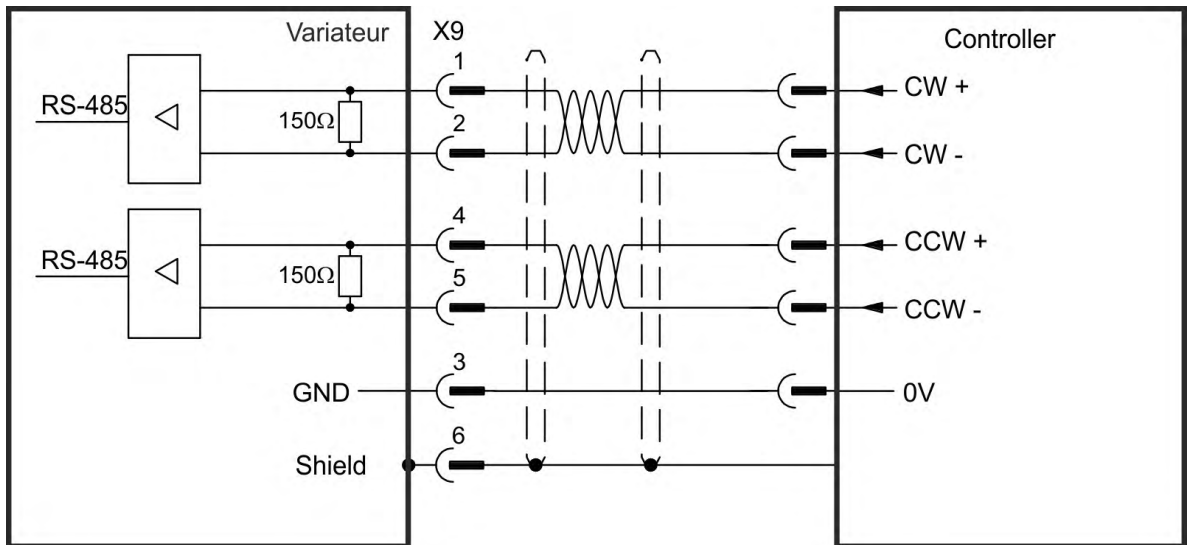 Variateur
X9
Controller
1
CW +
RS-485
150Ω
2
CW -
4
CCW +
RS-485
150Ω
5
CCW -
3
GND
0V
6
Shield